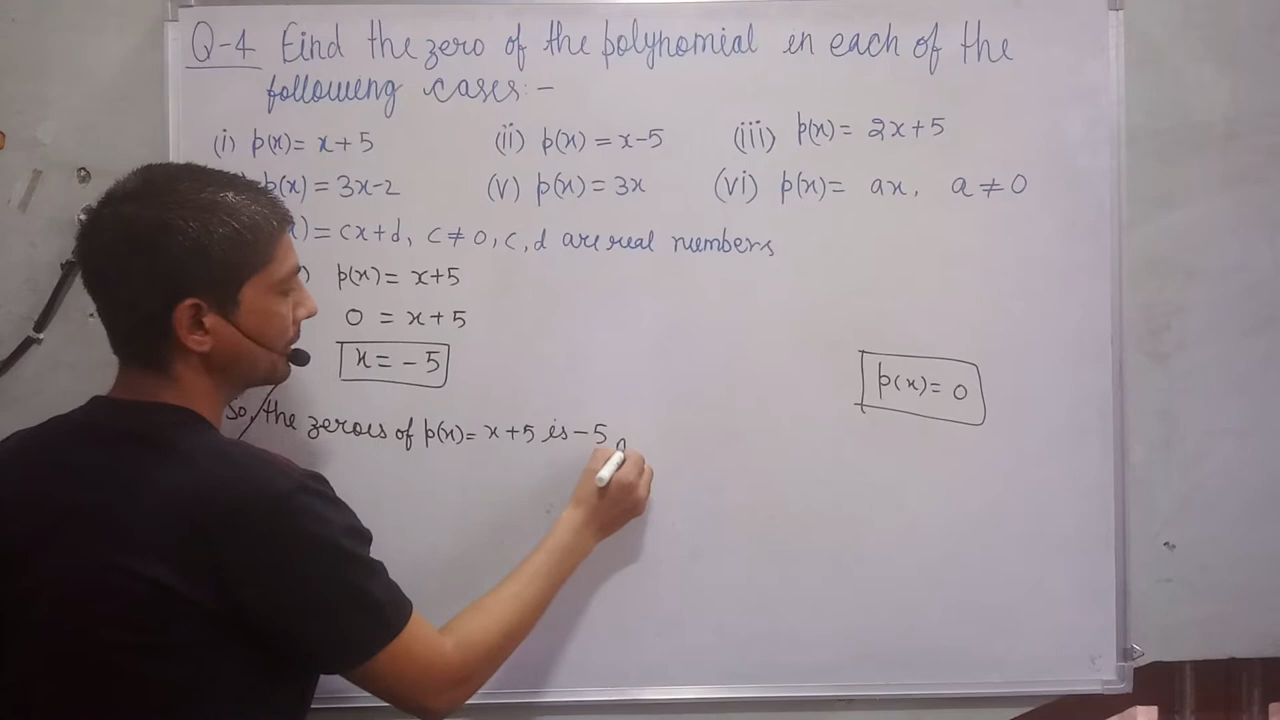 Q-4 Find the zero of the polynomial in each of the
following cases:-
(i) p(x) = x+5 (ii) p(x) = x-5 (iii) p(x) = 2x+5
p(x) = 3x-2 (v) p(x) = 3x (vi) p(x) = ax, a ≠ 0
) = cx+d, c ≠ 0, c, d are real numbers
) p(x) = x+5
0 = x+5
x = -5
p(x) = 0
So, the zeroes of p(x) = x+5 is -5